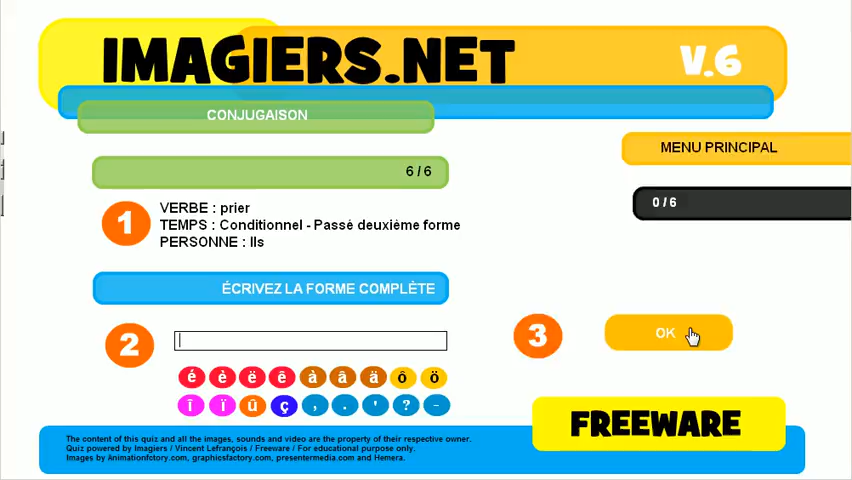 IMAGIERS.NET
V.6
CONJUGAISON
MENU PRINCIPAL
6 / 6
0 / 6
1
VERBE : prier
TEMPS : Conditionnel - Passé deuxième forme
PERSONNE : Ils
ÉCRIVEZ LA FORME COMPLÈTE
2
3
OK
é è ë ê à â ä ô ö
î ï û ç , . ' ? -
FREEWARE
The content of this quiz and all the images, sounds and video are the property of their respective owner.
Quiz powered by Imagiers / Vincent Lefrançois / Freeware / For educational purpose only.
Images by Animationfctory.com, graphicsfactory.com, presentermedia.com and Hemera.